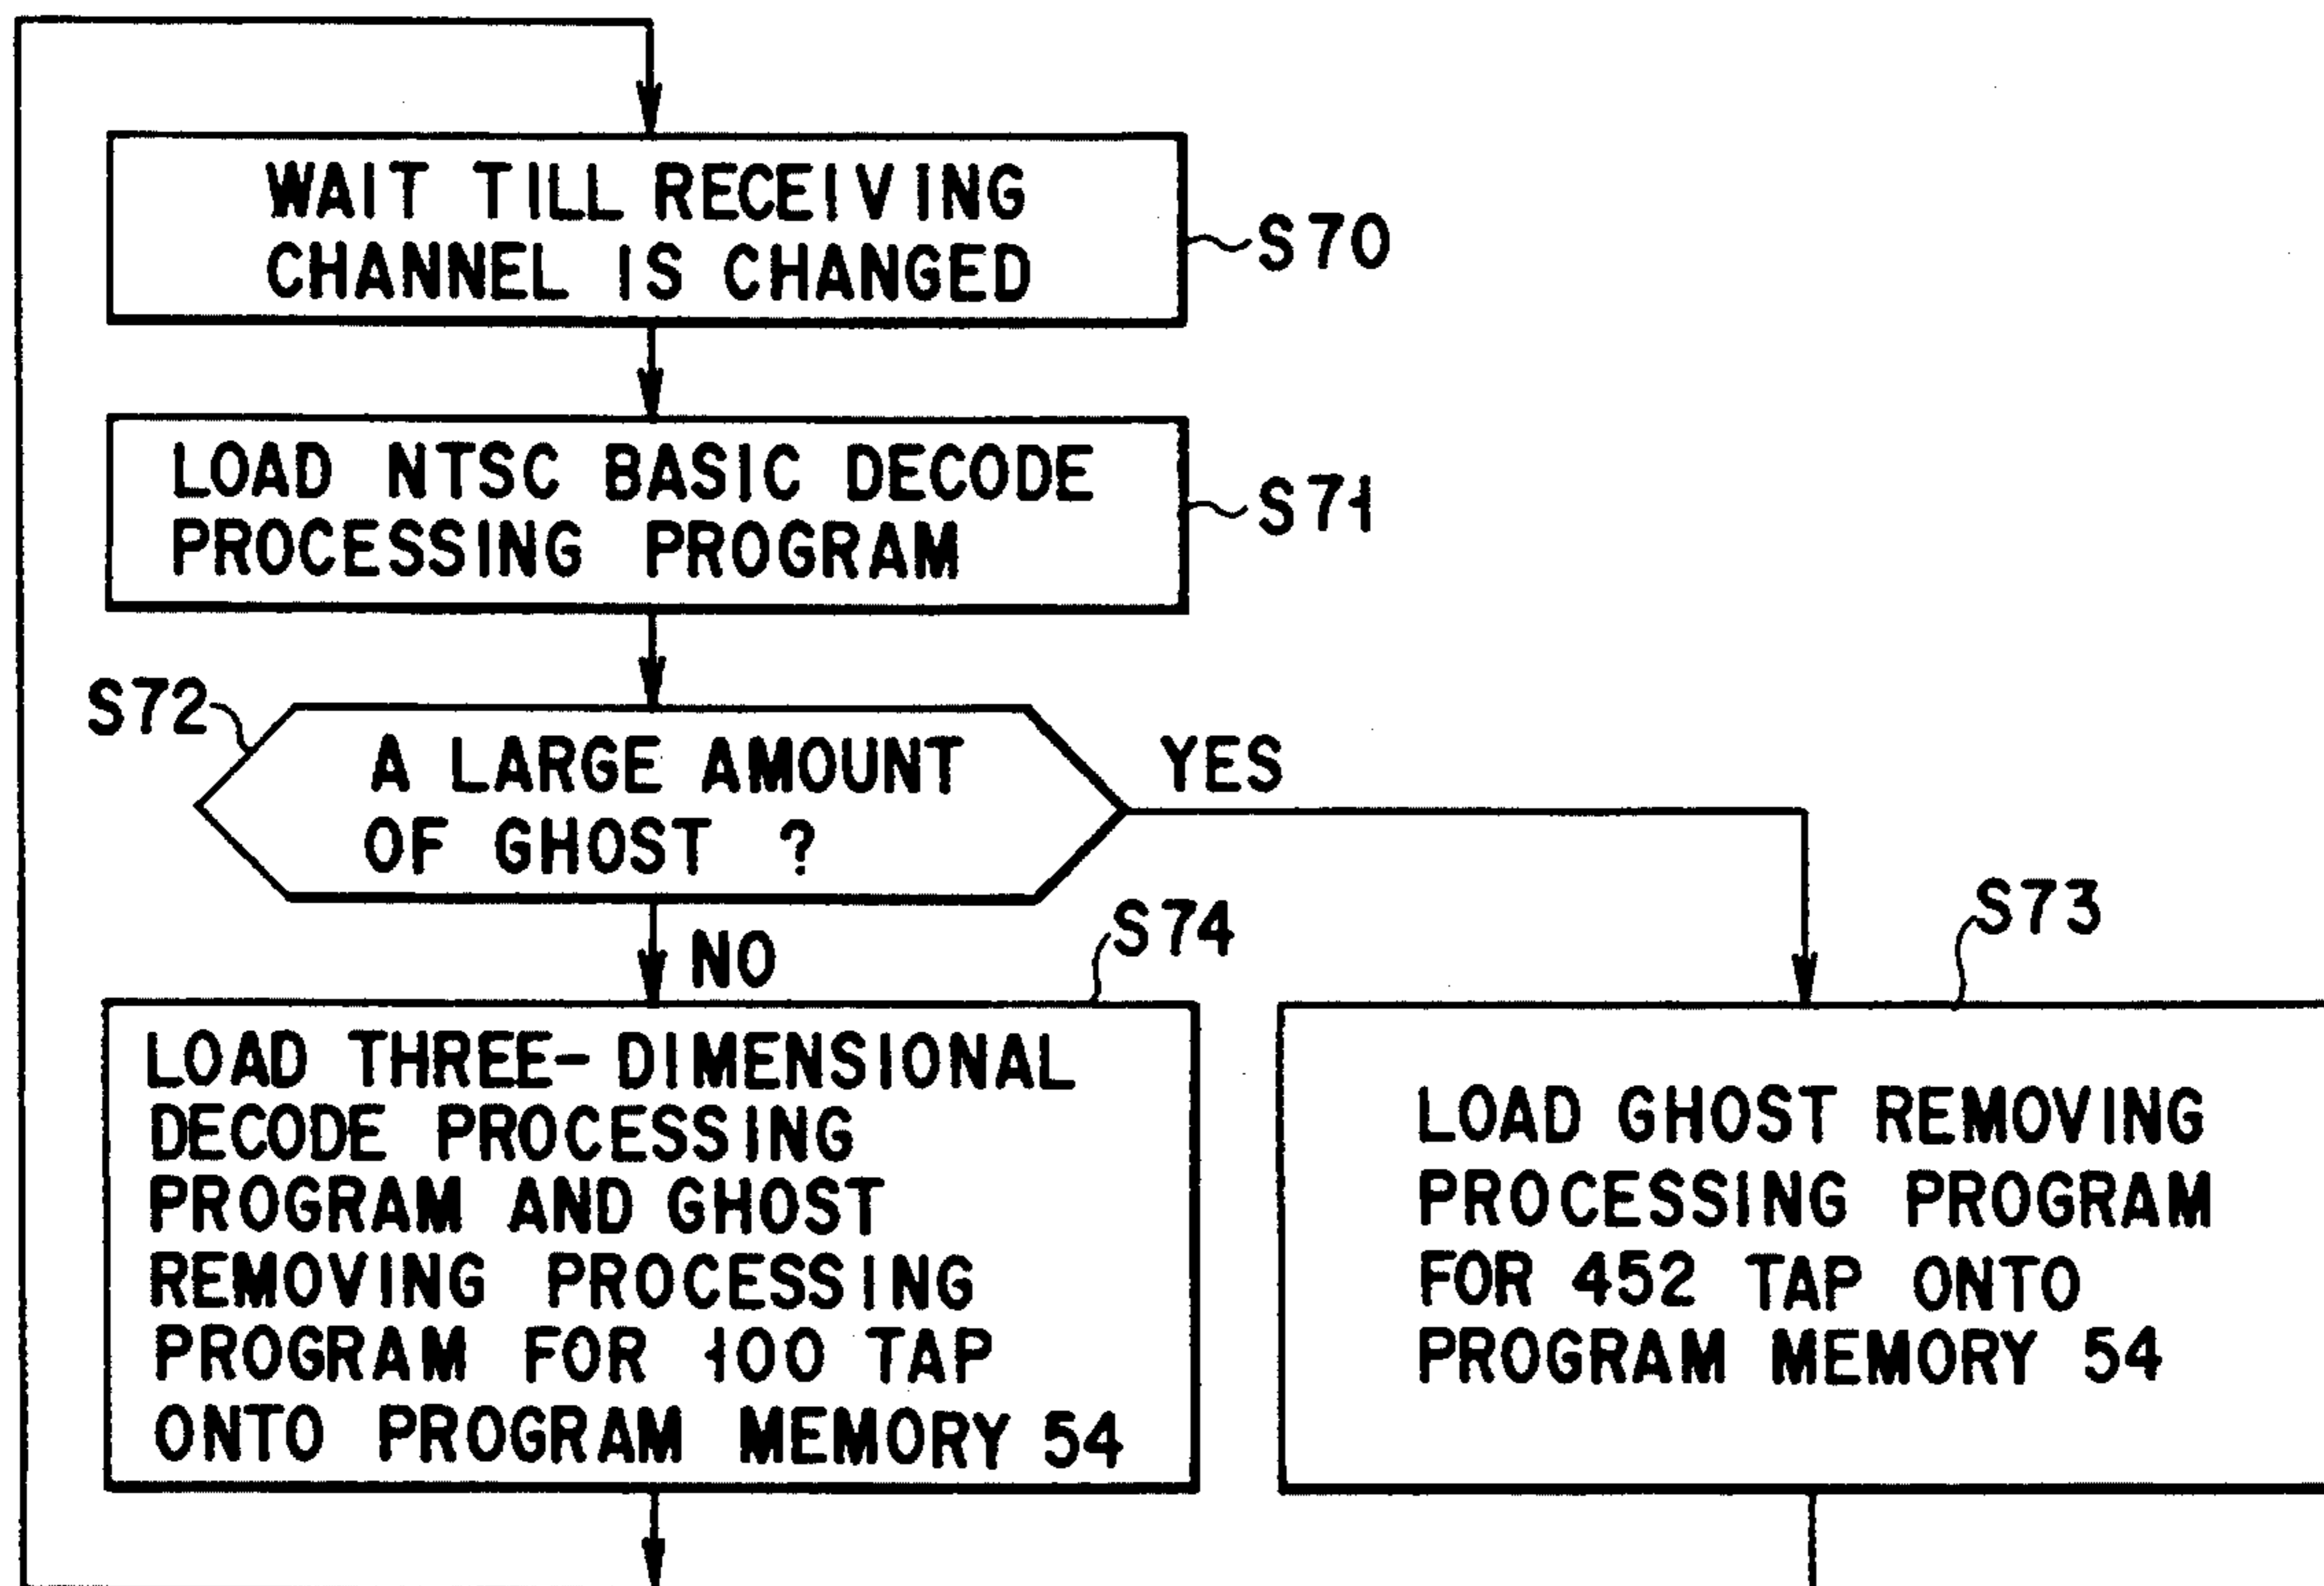 WAIT TILL RECEIVING
CHANNEL IS CHANGED
S70
LOAD NTSC BASIC DECODE
PROCESSING PROGRAM
S71
S72
A LARGE AMOUNT
OF GHOST ?
YES
NO
S74
LOAD THREE-DIMENSIONAL
DECODE PROCESSING
PROGRAM AND GHOST
REMOVING PROCESSING
PROGRAM FOR 100 TAP
ONTO PROGRAM MEMORY 54
S73
LOAD GHOST REMOVING
PROCESSING PROGRAM
FOR 452 TAP ONTO
PROGRAM MEMORY 54